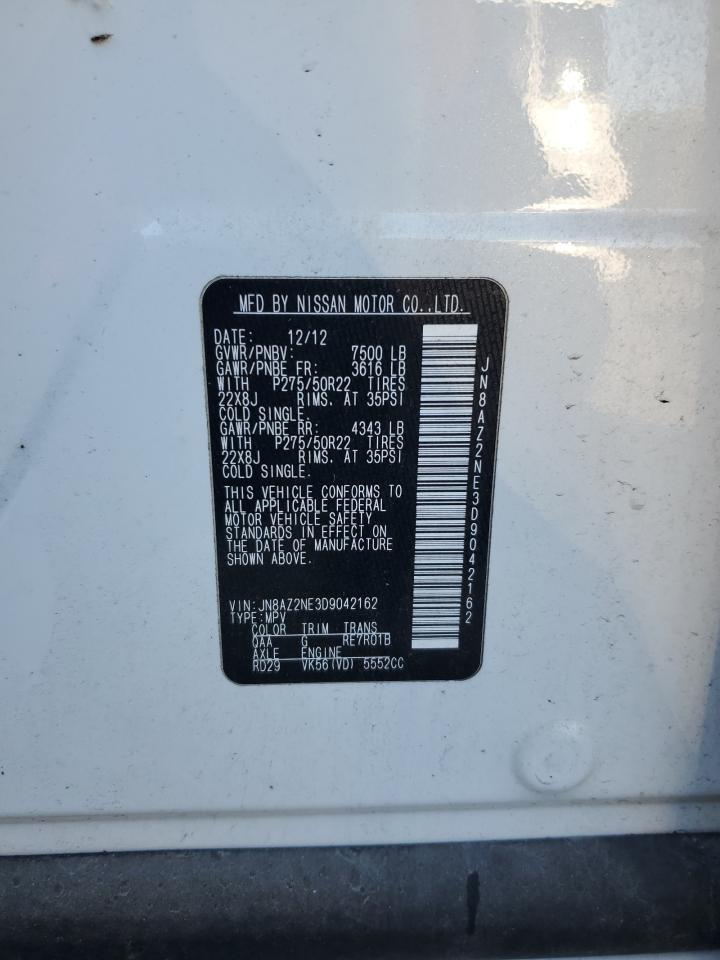 MFD BY NISSAN MOTOR CO.,LTD.
DATE: 12/12
GVWR/PNBV: 7500 LB
GAWR/PNBE FR: 3616 LB
WITH P275/50R22 TIRES
22X8J RIMS. AT 35PSI
COLD SINGLE.
GAWR/PNBE RR: 4343 LB
WITH P275/50R22 TIRES
22X8J RIMS. AT 35PSI
COLD SINGLE.
THIS VEHICLE CONFORMS TO
ALL APPLICABLE FEDERAL
MOTOR VEHICLE SAFETY
STANDARDS IN EFFECT ON
THE DATE OF MANUFACTURE
SHOWN ABOVE.
VIN:JN8AZ2NE3D9042162
TYPE:MPV
COLOR TRIM TRANS
QAA G RE7R01B
AXLE ENGINE
RD29 VK56(VD) 5552CC
JN8AZ2NE3D9042162